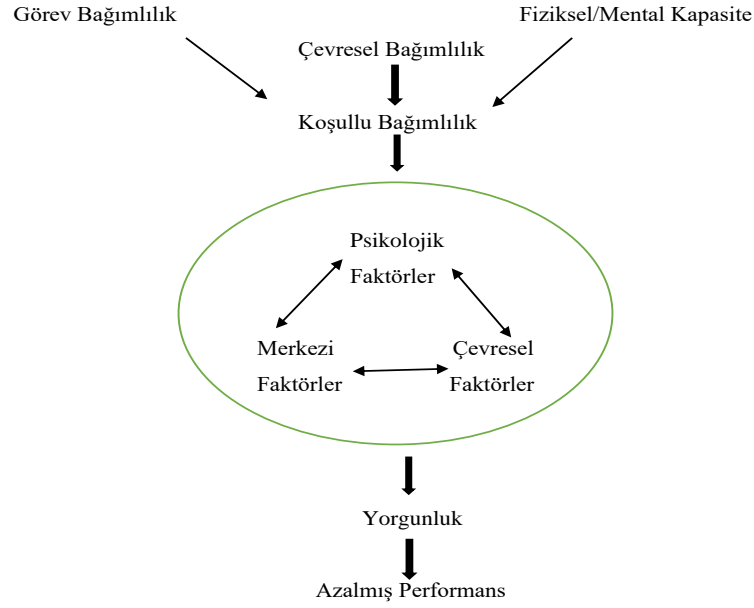 Görev Bağımlılık
Fiziksel/Mental Kapasite
Çevresel Bağımlılık
Koşullu Bağımlılık
Psikolojik
Faktörler
Merkezi
Faktörler
Çevresel
Faktörler
Yorgunluk
Azalmış Performans